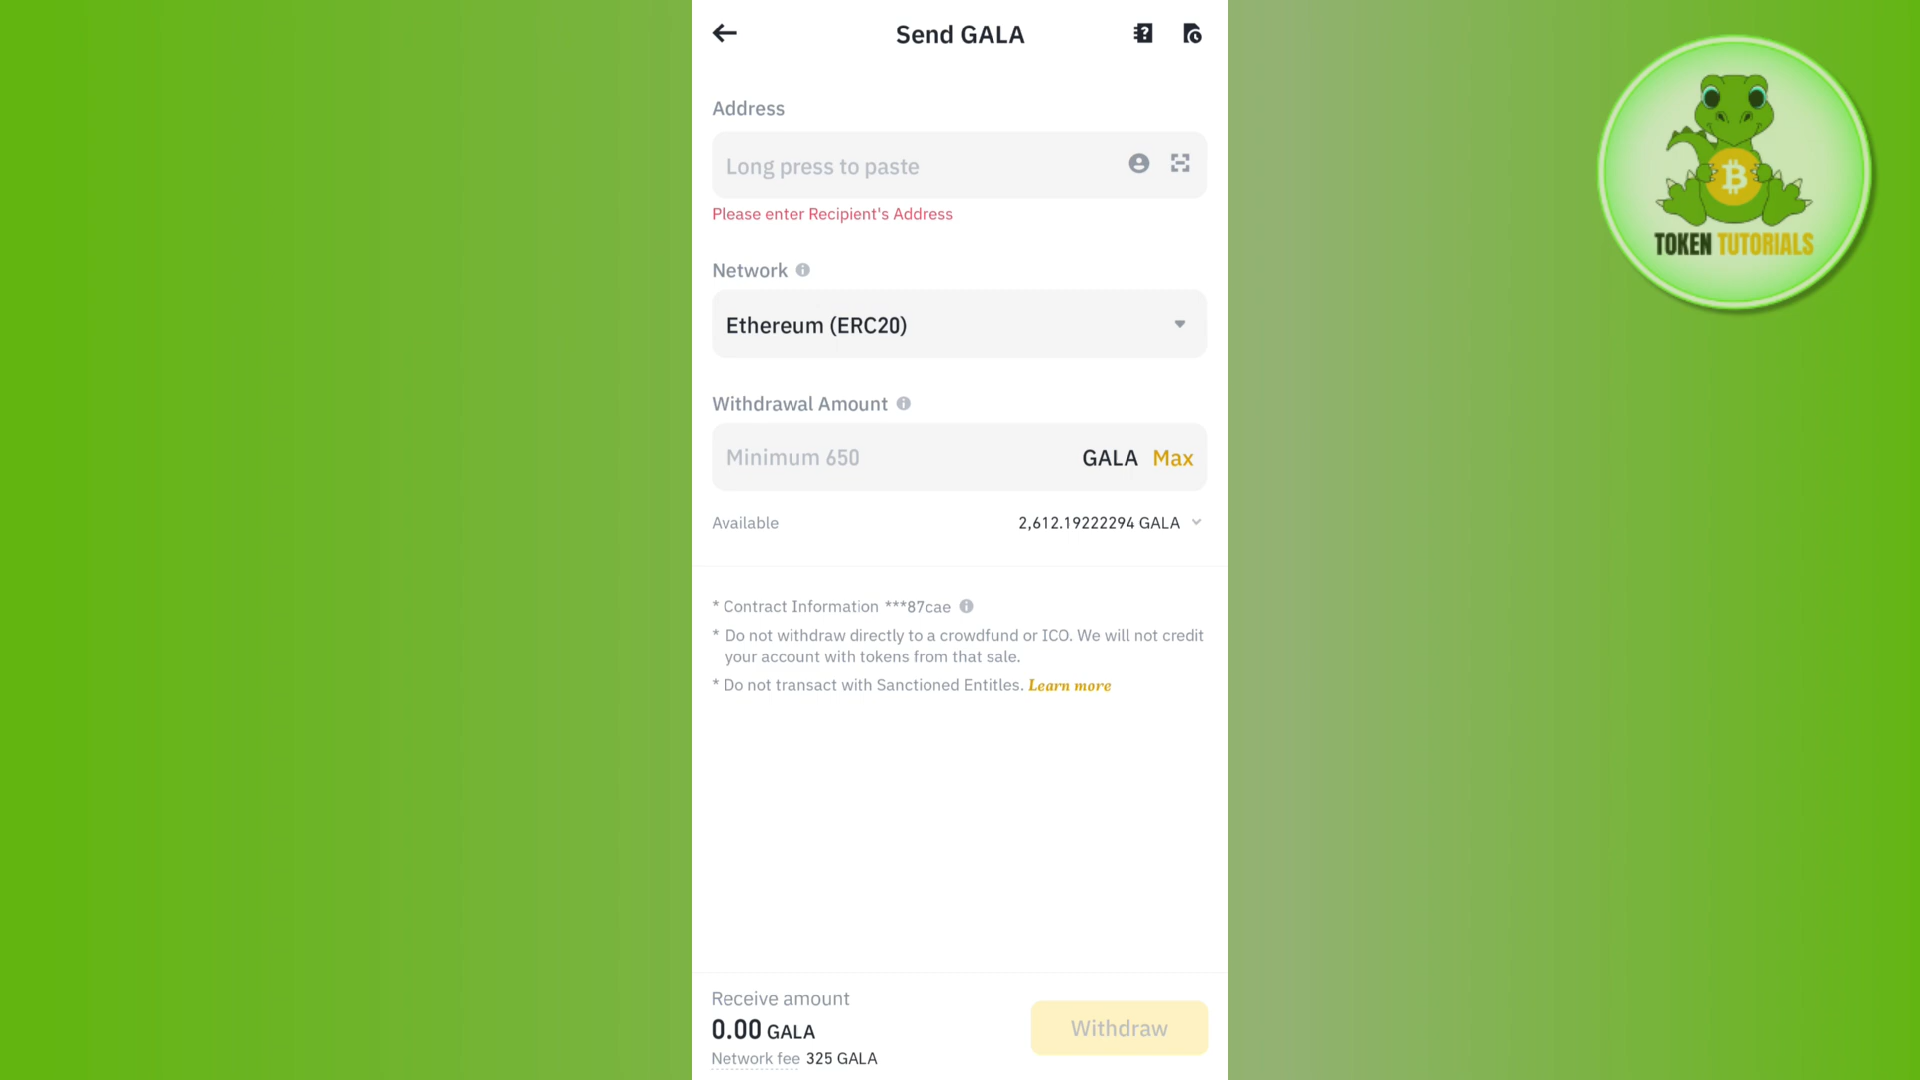 Send GALA
Address
Long press to paste
Please enter Recipient's Address
Network
Ethereum (ERC20)
Withdrawal Amount
Minimum 650 GALA Max
Available 2,612.19222294 GALA
* Contract Information ***87cae
* Do not withdraw directly to a crowdfund or ICO. We will not credit
your account with tokens from that sale.
* Do not transact with Sanctioned Entitles. Learn more
Receive amount
0.00 GALA
Network fee 325 GALA
Withdraw
TOKEN TUTORIALS